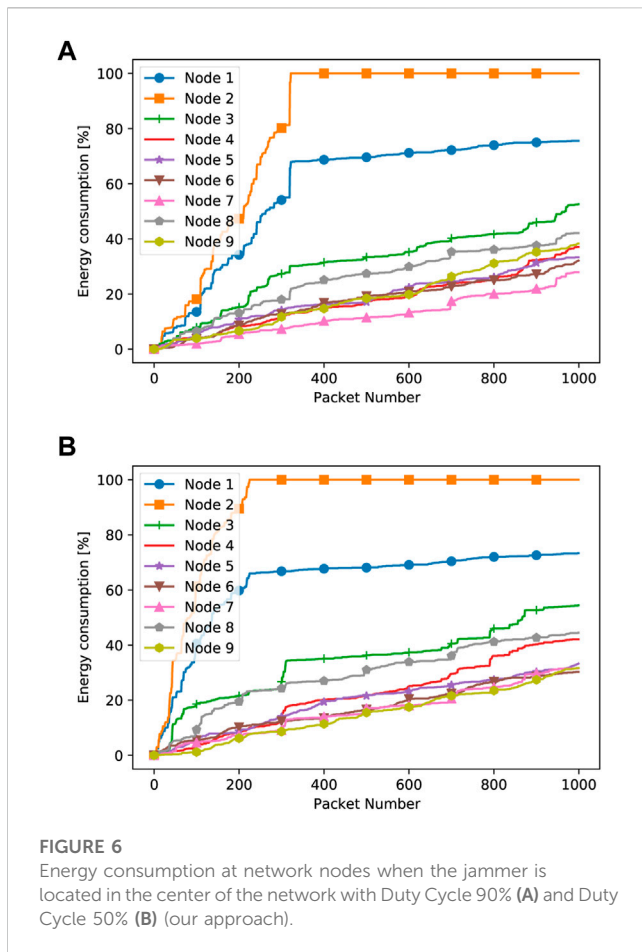 A
100
80
60
40
20
0
Energy consumption [%]
Node 1
Node 2
Node 3
Node 4
Node 5
Node 6
Node 7
Node 8
Node 9
0 200 400 600 800 1000
Packet Number
B
100
80
60
40
20
0
Energy consumption [%]
Node 1
Node 2
Node 3
Node 4
Node 5
Node 6
Node 7
Node 8
Node 9
0 200 400 600 800 1000
Packet Number
FIGURE 6
Energy consumption at network nodes when the jammer is
located in the center of the network with Duty Cycle 90% (A) and Duty
Cycle 50% (B) (our approach).